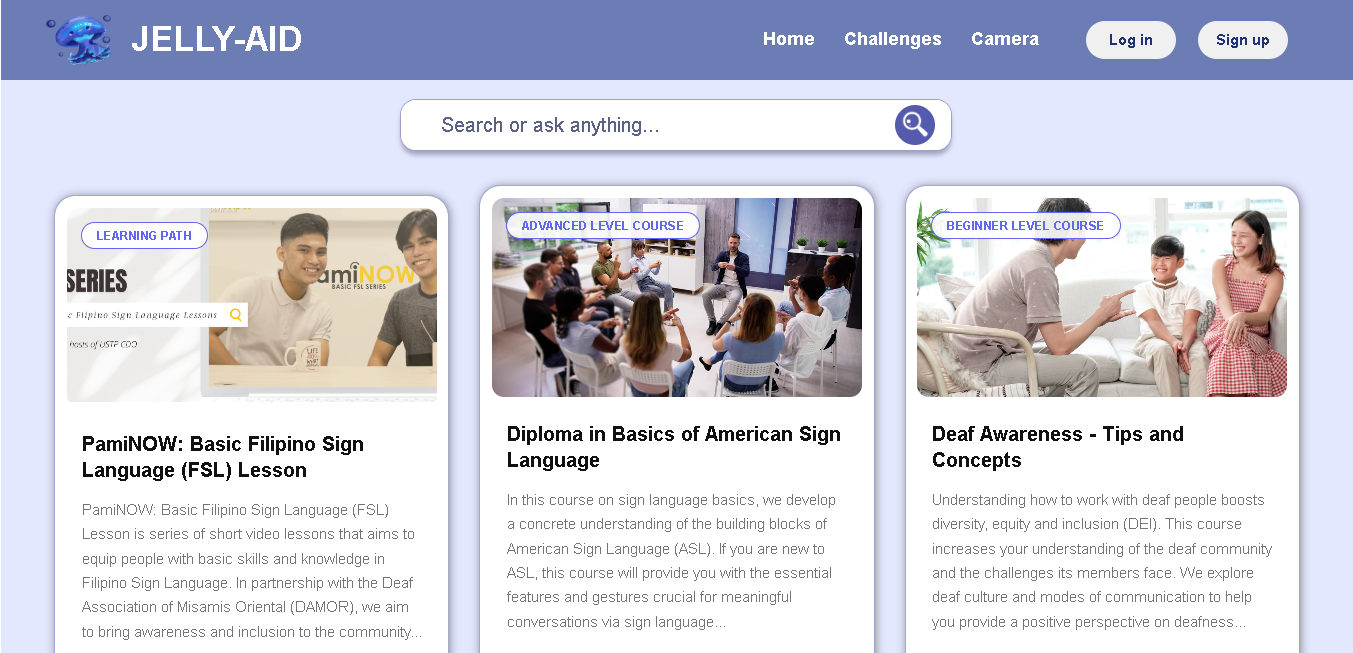 JELLY-AID
Home Challenges Camera Log in Sign up
Search or ask anything...
LEARNING PATH
SERIES
c Flipino Sign Language Lessons
hosts of USTP CDO
amiNOW
BASIC FSL SERIES
PamiNOW: Basic Filipino Sign
Language (FSL) Lesson
PamiNOW: Basic Filipino Sign Language (FSL)
Lesson is series of short video lessons that aims to
equip people with basic skills and knowledge in
Filipino Sign Language. In partnership with the Deaf
Association of Misamis Oriental (DAMOR), we aim
to bring awareness and inclusion to the community...
ADVANCED LEVEL COURSE
Diploma in Basics of American Sign
Language
In this course on sign language basics, we develop
a concrete understanding of the building blocks of
American Sign Language (ASL). If you are new to
ASL, this course will provide you with the essential
features and gestures crucial for meaningful
conversations via sign language...
BEGINNER LEVEL COURSE
Deaf Awareness - Tips and
Concepts
Understanding how to work with deaf people boosts
diversity, equity and inclusion (DEI). This course
increases your understanding of the deaf community
and the challenges its members face. We explore
deaf culture and modes of communication to help
you provide a positive perspective on deafness...